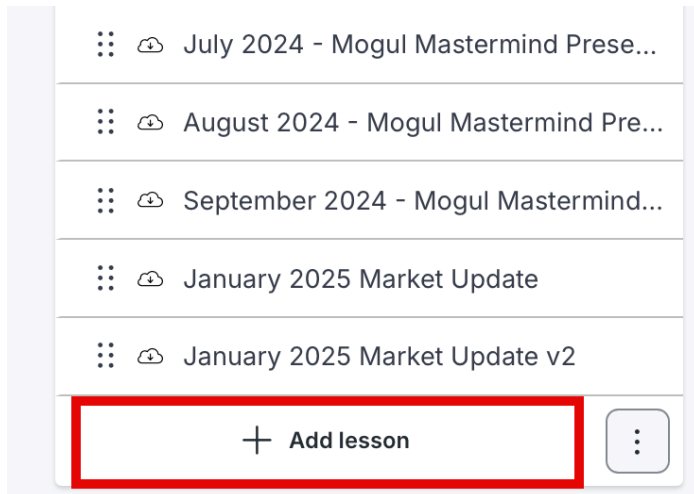 July 2024 - Mogul Mastermind Prese...
August 2024 - Mogul Mastermind Pre...
September 2024 - Mogul Mastermind...
January 2025 Market Update
January 2025 Market Update v2
Add lesson